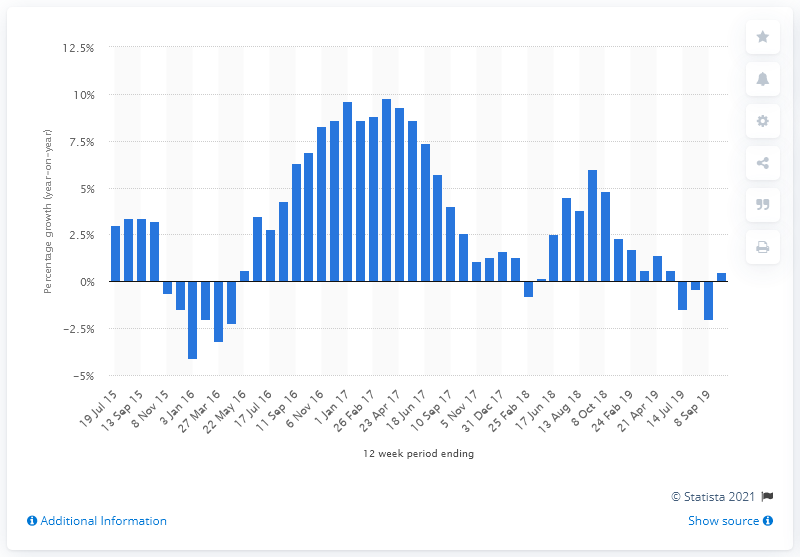 12.5%
10%
7.5%
5%
2.5%
0%
-2.5%
-5%
Percentage growth (year-on-year)
19 Jul 15
13 Sep 15
8 Nov 15
3 Jan 16
27 Mar 16
22 May 16
17 Jul 16
11 Sep 16
6 Nov 16
1 Jan 17
26 Feb 17
23 Apr 17
18 Jun 17
10 Sep 17
5 Nov 17
31 Dec 17
25 Feb 18
17 Jun 18
13 Aug 18
8 Oct 18
24 Feb 19
21 Apr 19
14 Jul 19
8 Sep 19
12 week period ending
© Statista 2021
Additional Information
Show source